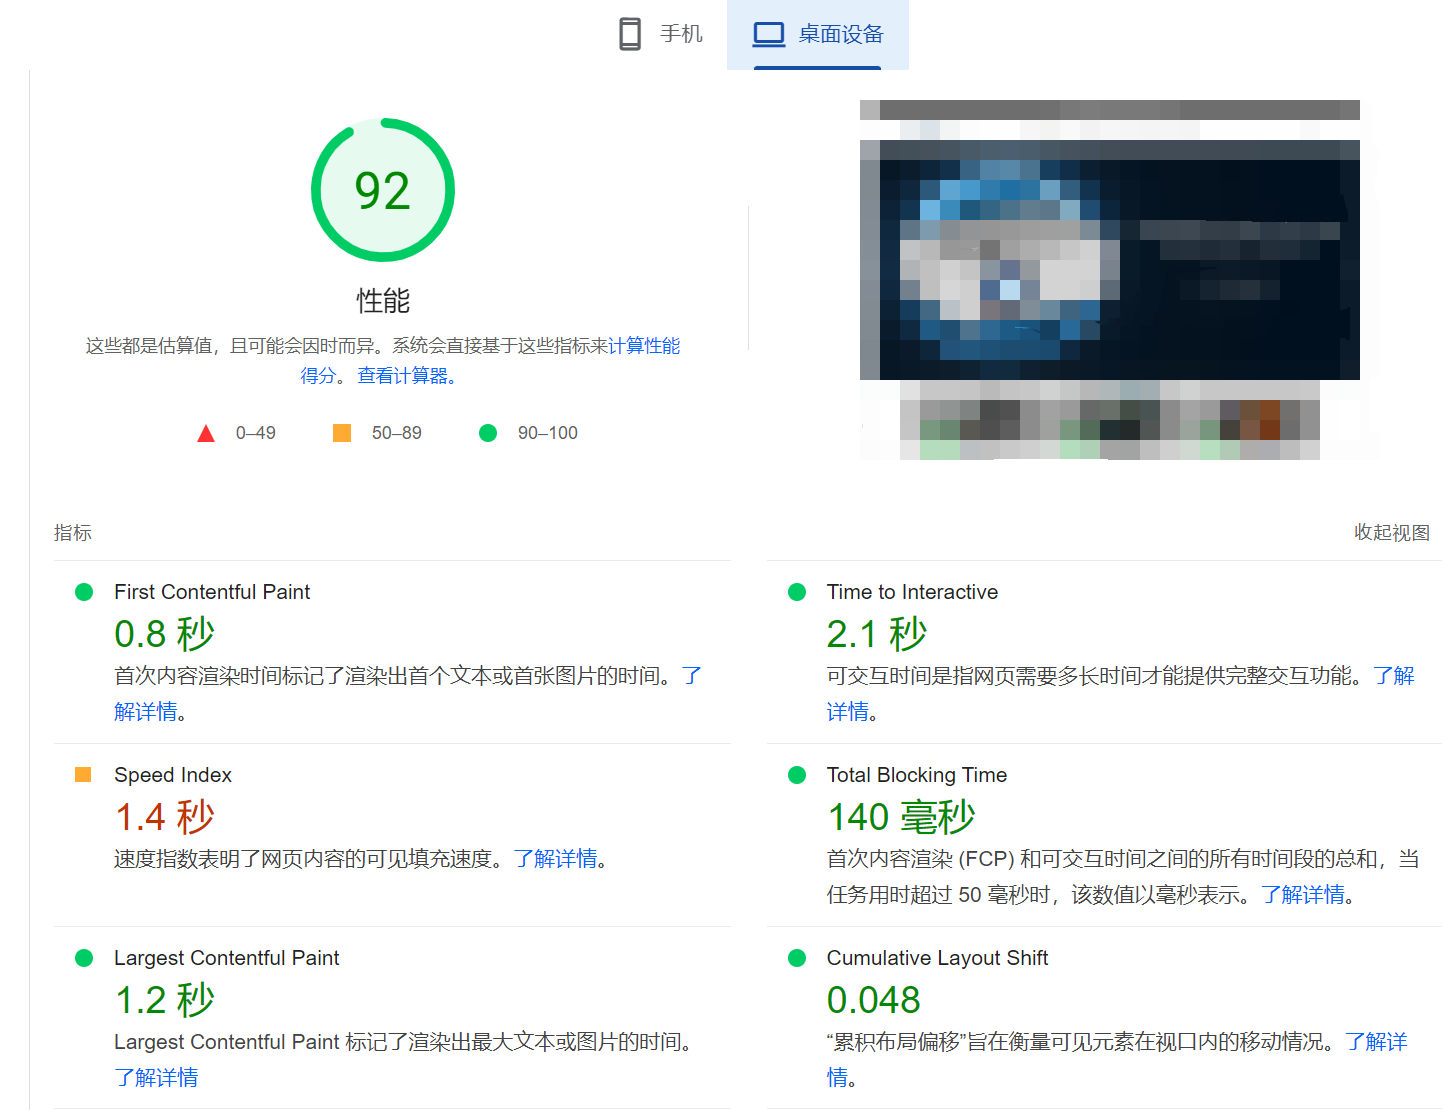 手机
桌面设备
92
性能
这些都是估算值，且可能会因时而异。系统会直接基于这些指标来计算性能
得分。 查看计算器。
0–49
50–89
90–100
指标
收起视图
First Contentful Paint
0.8 秒
首次内容渲染时间标记了渲染出首个文本或首张图片的时间。了
解详情。
Time to Interactive
2.1 秒
可交互时间是指网页需要多长时间才能提供完整交互功能。了解
详情。
Speed Index
1.4 秒
速度指数表明了网页内容的可见填充速度。了解详情。
Total Blocking Time
140 毫秒
首次内容渲染 (FCP) 和可交互时间之间的所有时间段的总和，当
任务用时超过 50 毫秒时，该数值以毫秒表示。了解详情。
Largest Contentful Paint
1.2 秒
Largest Contentful Paint 标记了渲染出最大文本或图片的时间。
了解详情
Cumulative Layout Shift
0.048
“累积布局偏移”旨在衡量可见元素在视口内的移动情况。了解详
情。